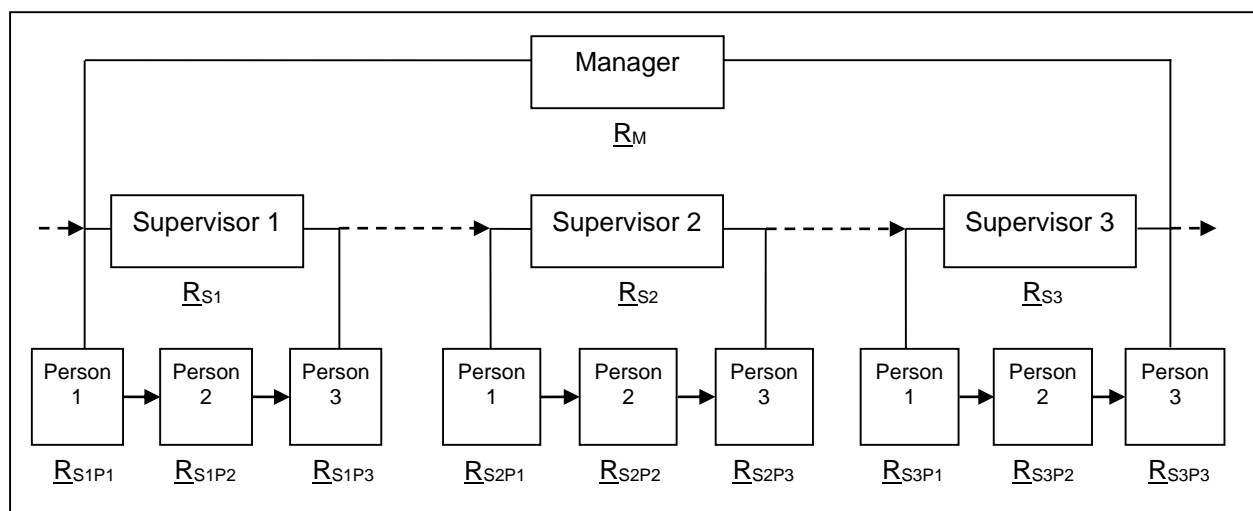 Manager
RM
Supervisor 1
Supervisor 2
Supervisor 3
RS1
RS2
RS3
Person
1
Person
2
Person
3
Person
1
Person
2
Person
3
Person
1
Person
2
Person
3
RS1P1
RS1P2
RS1P3
RS2P1
RS2P2
RS2P3
RS3P1
RS3P2
RS3P3